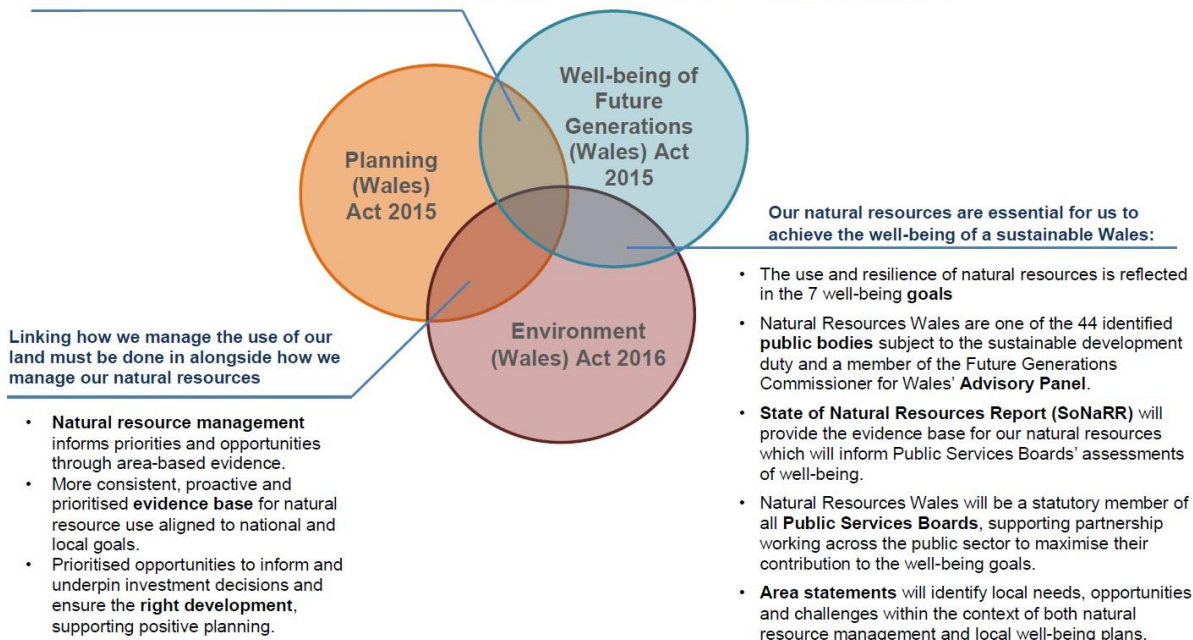 Well-being of
Future
Generations
(Wales) Act
2015
Planning
(Wales)
Act 2015
Environment
(Wales) Act 2016
Linking how we manage the use of our
land must be done in alongside how we
manage our natural resources
• Natural resource management
informs priorities and opportunities
through area-based evidence.
• More consistent, proactive and
prioritised evidence base for natural
resource use aligned to national and
local goals.
• Prioritised opportunities to inform and
underpin investment decisions and
ensure the right development,
supporting positive planning.
Our natural resources are essential for us to
achieve the well-being of a sustainable Wales:
• The use and resilience of natural resources is reflected
in the 7 well-being goals
• Natural Resources Wales are one of the 44 identified
public bodies subject to the sustainable development
duty and a member of the Future Generations
Commissioner for Wales’ Advisory Panel.
• State of Natural Resources Report (SoNaRR) will
provide the evidence base for our natural resources
which will inform Public Services Boards’ assessments
of well-being.
• Natural Resources Wales will be a statutory member of
all Public Services Boards, supporting partnership
working across the public sector to maximise their
contribution to the well-being goals.
• Area statements will identify local needs, opportunities
and challenges within the context of both natural
resource management and local well-being plans.